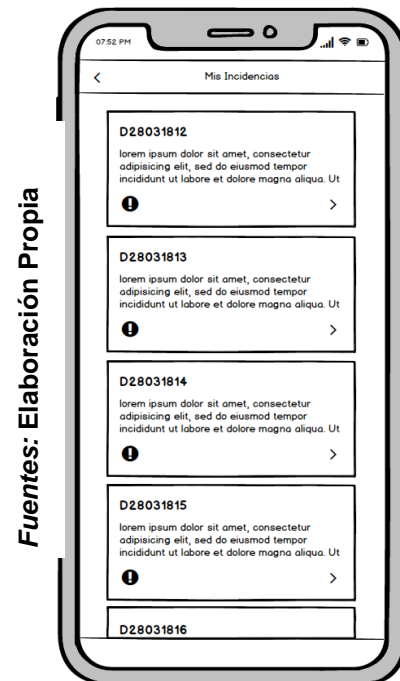 07:52 PM
Mis Incidencias
D28031812
lorem ipsum dolor sit amet, consectetur
adipisicing elit, sed do eiusmod tempor
incididunt ut labore et dolore magna aliqua. Ut
D28031813
lorem ipsum dolor sit amet, consectetur
adipisicing elit, sed do eiusmod tempor
incididunt ut labore et dolore magna aliqua. Ut
D28031814
lorem ipsum dolor sit amet, consectetur
adipisicing elit, sed do eiusmod tempor
incididunt ut labore et dolore magna aliqua. Ut
D28031815
lorem ipsum dolor sit amet, consectetur
adipisicing elit, sed do eiusmod tempor
incididunt ut labore et dolore magna aliqua. Ut
D28031816
Fuentes: Elaboración Propia